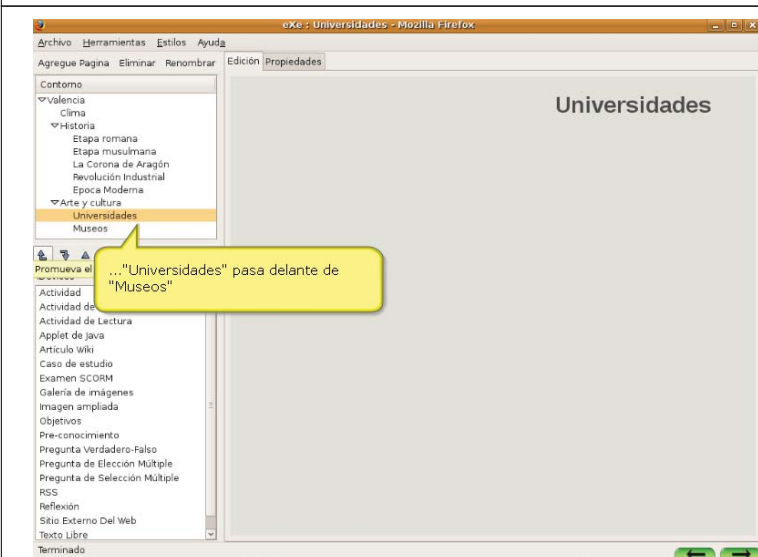 eXe : Universidades - Mozilla Firefox
Archivo Herramientas Estilos Ayuda
Agregue Pagina Eliminar Renombrar
Edición Propiedades
Contorno
Valencia
Clima
Historia
Etapa romana
Etapa musulmana
La Corona de Aragón
Revolución Industrial
Epoca Moderna
Arte y cultura
Universidades
Museos
Universidades
Promueva el
..."Universidades" pasa delante de
"Museos"
iDevices
Actividad
Actividad de
Actividad de Lectura
Applet de Java
Artículo Wiki
Caso de estudio
Examen SCORM
Galería de imágenes
Imagen ampliada
Objetivos
Pre-conocimiento
Pregunta Verdadero-Falso
Pregunta de Elección Múltiple
Pregunta de Selección Múltiple
RSS
Reflexión
Sitio Externo Del Web
Texto Libre
Terminado